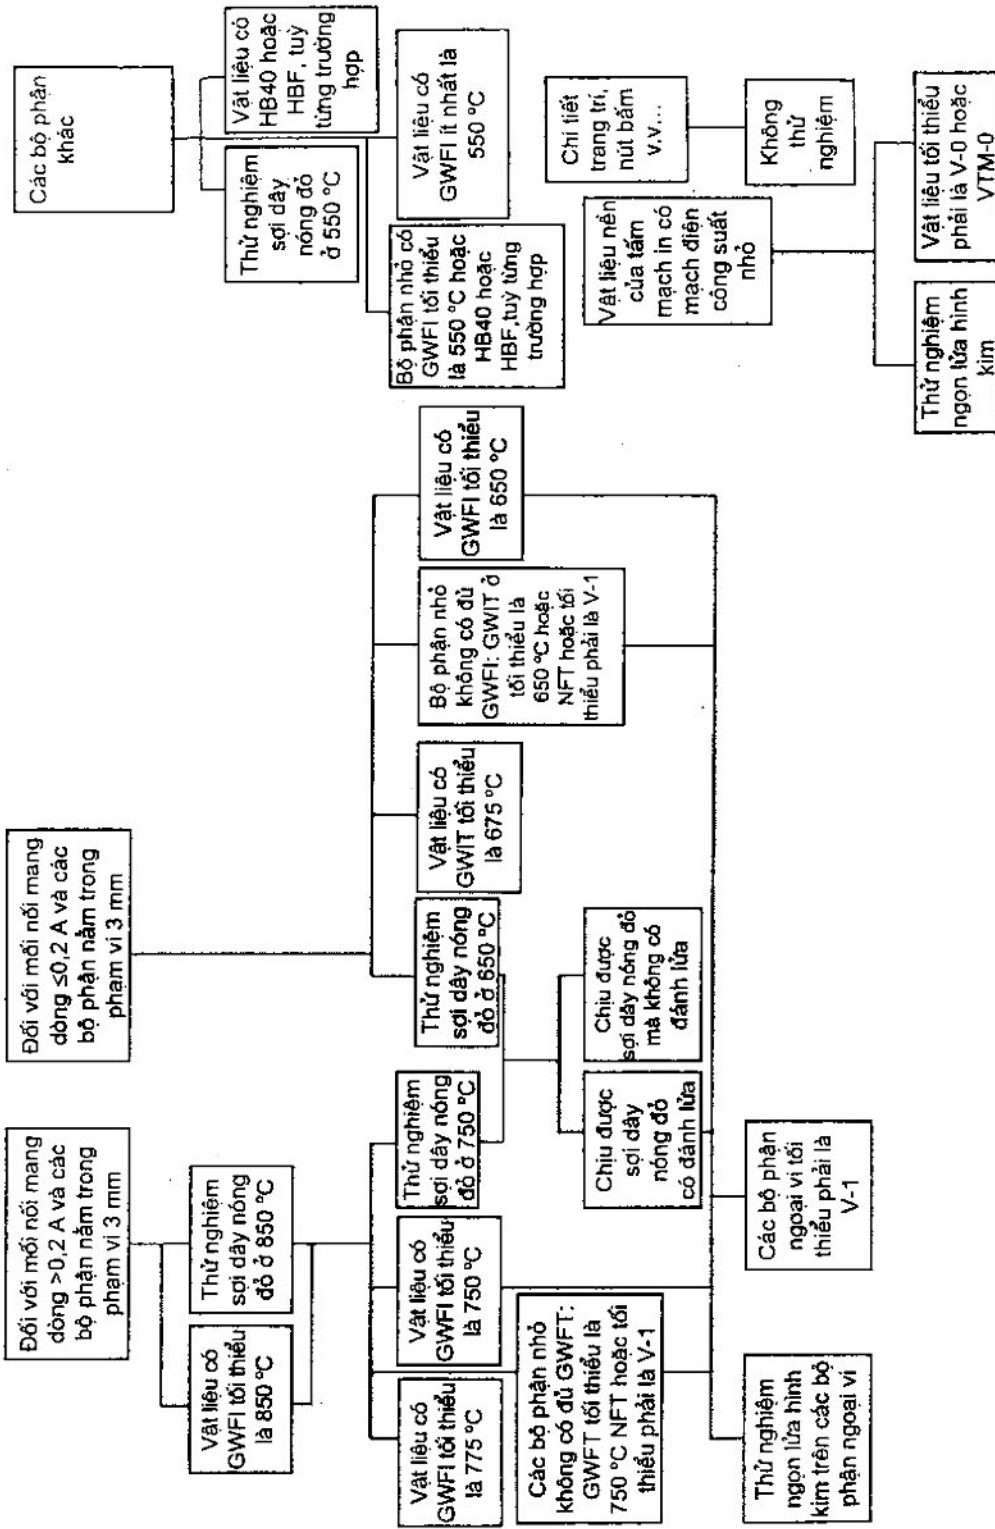 Đối với mối nối mang
dòng >0,2 A và các
bộ phận nằm trong
phạm vi 3 mm
Đối với mối nối mang
dòng ≤0,2 A và các
bộ phận nằm trong
phạm vi 3 mm
Các bộ phận
khác
Vật liệu có
GWFI tối thiểu
là 850 ºC
Thử nghiệm
sợi dây nóng
đỏ ở 850 ºC
Thử nghiệm
sợi dây
nóng đỏ
ở 550 ºC
Vật liệu có
HB40 hoặc
HBF, tuỳ
từng trường
hợp
Vật liệu có
GWFI tối thiểu
là 775ºC
Các bộ phận nhỏ
không có đủ GWFT:
GWFT tối thiểu là
750 ºC NFT hoặc tối
thiểu phải là V-1
Vật liệu có
GWFI tối thiểu
là 750 ºC
Thử nghiệm
sợi dây nóng
đỏ ở 750 ºC
Thử nghiệm
sợi dây nóng
đỏ ở 650 ºC
Vật liệu có
GWIT tối thiểu
là 675 ºC
Bộ phận nhỏ
không có đủ
GWFI: GWIT ở
tối thiểu là
650 ºC hoặc
NFT hoặc tối
thiểu phải là V-1
Vật liệu có
GWFI tối thiểu
là 650 ºC
Bộ phận nhỏ có
GWFI tối thiểu
là 550 ºC hoặc
HB40 hoặc
HBF,tuỳ từng
trường hợp
Vật liệu có
GWFI ít nhất là
550 ºC
Chịu được
sợi dây
nóng đỏ
có đánh lửa
Chịu được
sợi dây nóng đỏ
mà không có
đánh lửa
Vật liệu nền
của tấm
mạch in có
mạch điện
công suất
nhỏ
Chi tiết
trang trí,
nút bấm
v.v...
Thử nghiệm
ngọn lửa hình
kim trên các bộ
phận ngoại vi
Các bộ phận
ngoại vi tối
thiểu phải là
V-1
Không
thử
nghiệm
Thử nghiệm
ngọn lửa hình
kim
Vật liệu tối thiểu
phải là V-0 hoặc
VTM-0